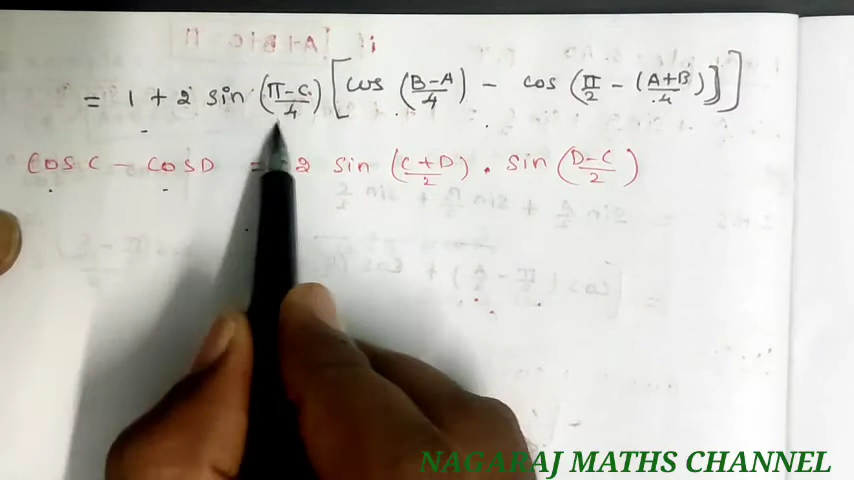 = 1 + 2 sin (π-C/4) [cos (B-A/4) - cos (π/2 - (A+B/4)]]
cos C - cos D = 2 sin (C+D/2) . sin (D-C/2)
NAGARAJ MATHS CHANNEL